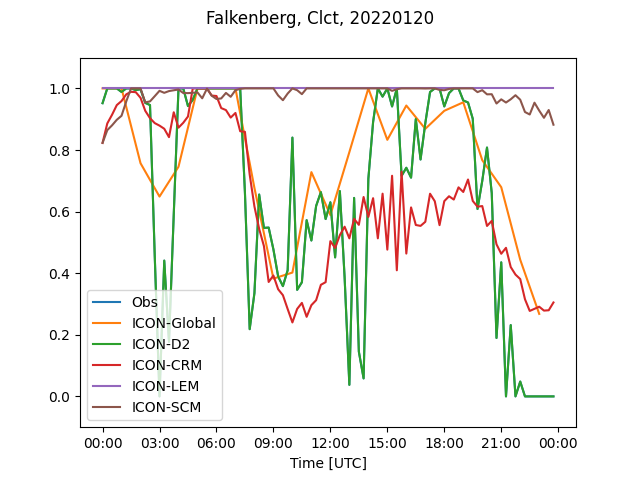 Falkenberg, Clct, 20220120
1.0
0.8
0.6
0.4
0.2
0.0
Obs
ICON-Global
ICON-D2
ICON-CRM
ICON-LEM
ICON-SCM
00:00 03:00 06:00 09:00 12:00 15:00 18:00 21:00 00:00
Time [UTC]